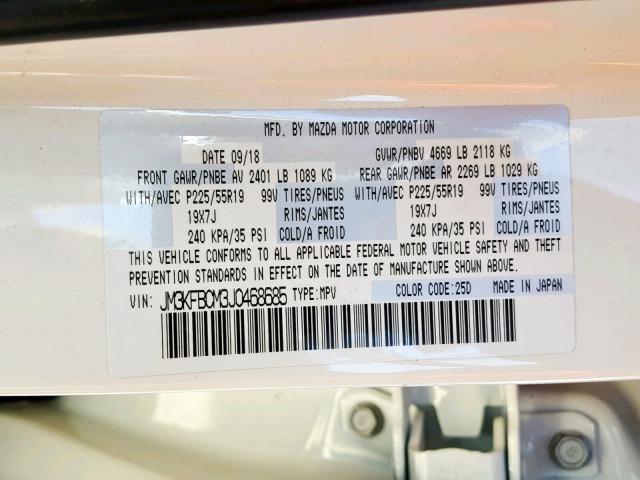 MFD. BY MAZDA MOTOR CORPORATION
DATE 09/18 GVWR/PNBV 4669 LB 2118 KG
FRONT GAWR/PNBE AV 2401 LB 1089 KG REAR GAWR/PNBE AR 2269 LB 1029 KG
WITH/AVEC P225/55R19 99V TIRES/PNEUS WITH/AVEC P225/55R19 99V TIRES/PNEUS
19X7J RIMS/JANTES 19X7J RIMS/JANTES
240 KPA/35 PSI COLD/A FROID 240 KPA/35 PSI COLD/A FROID
THIS VEHICLE CONFORMS TO ALL APPLICABLE FEDERAL MOTOR VEHICLE SAFETY AND THEFT
PREVENTION STANDARDS IN EFFECT ON THE DATE OF MANUFACTURE SHOWN ABOVE.
VIN: JM3KFBCM3J0468685 TYPE:MPV COLOR CODE:25D MADE IN JAPAN